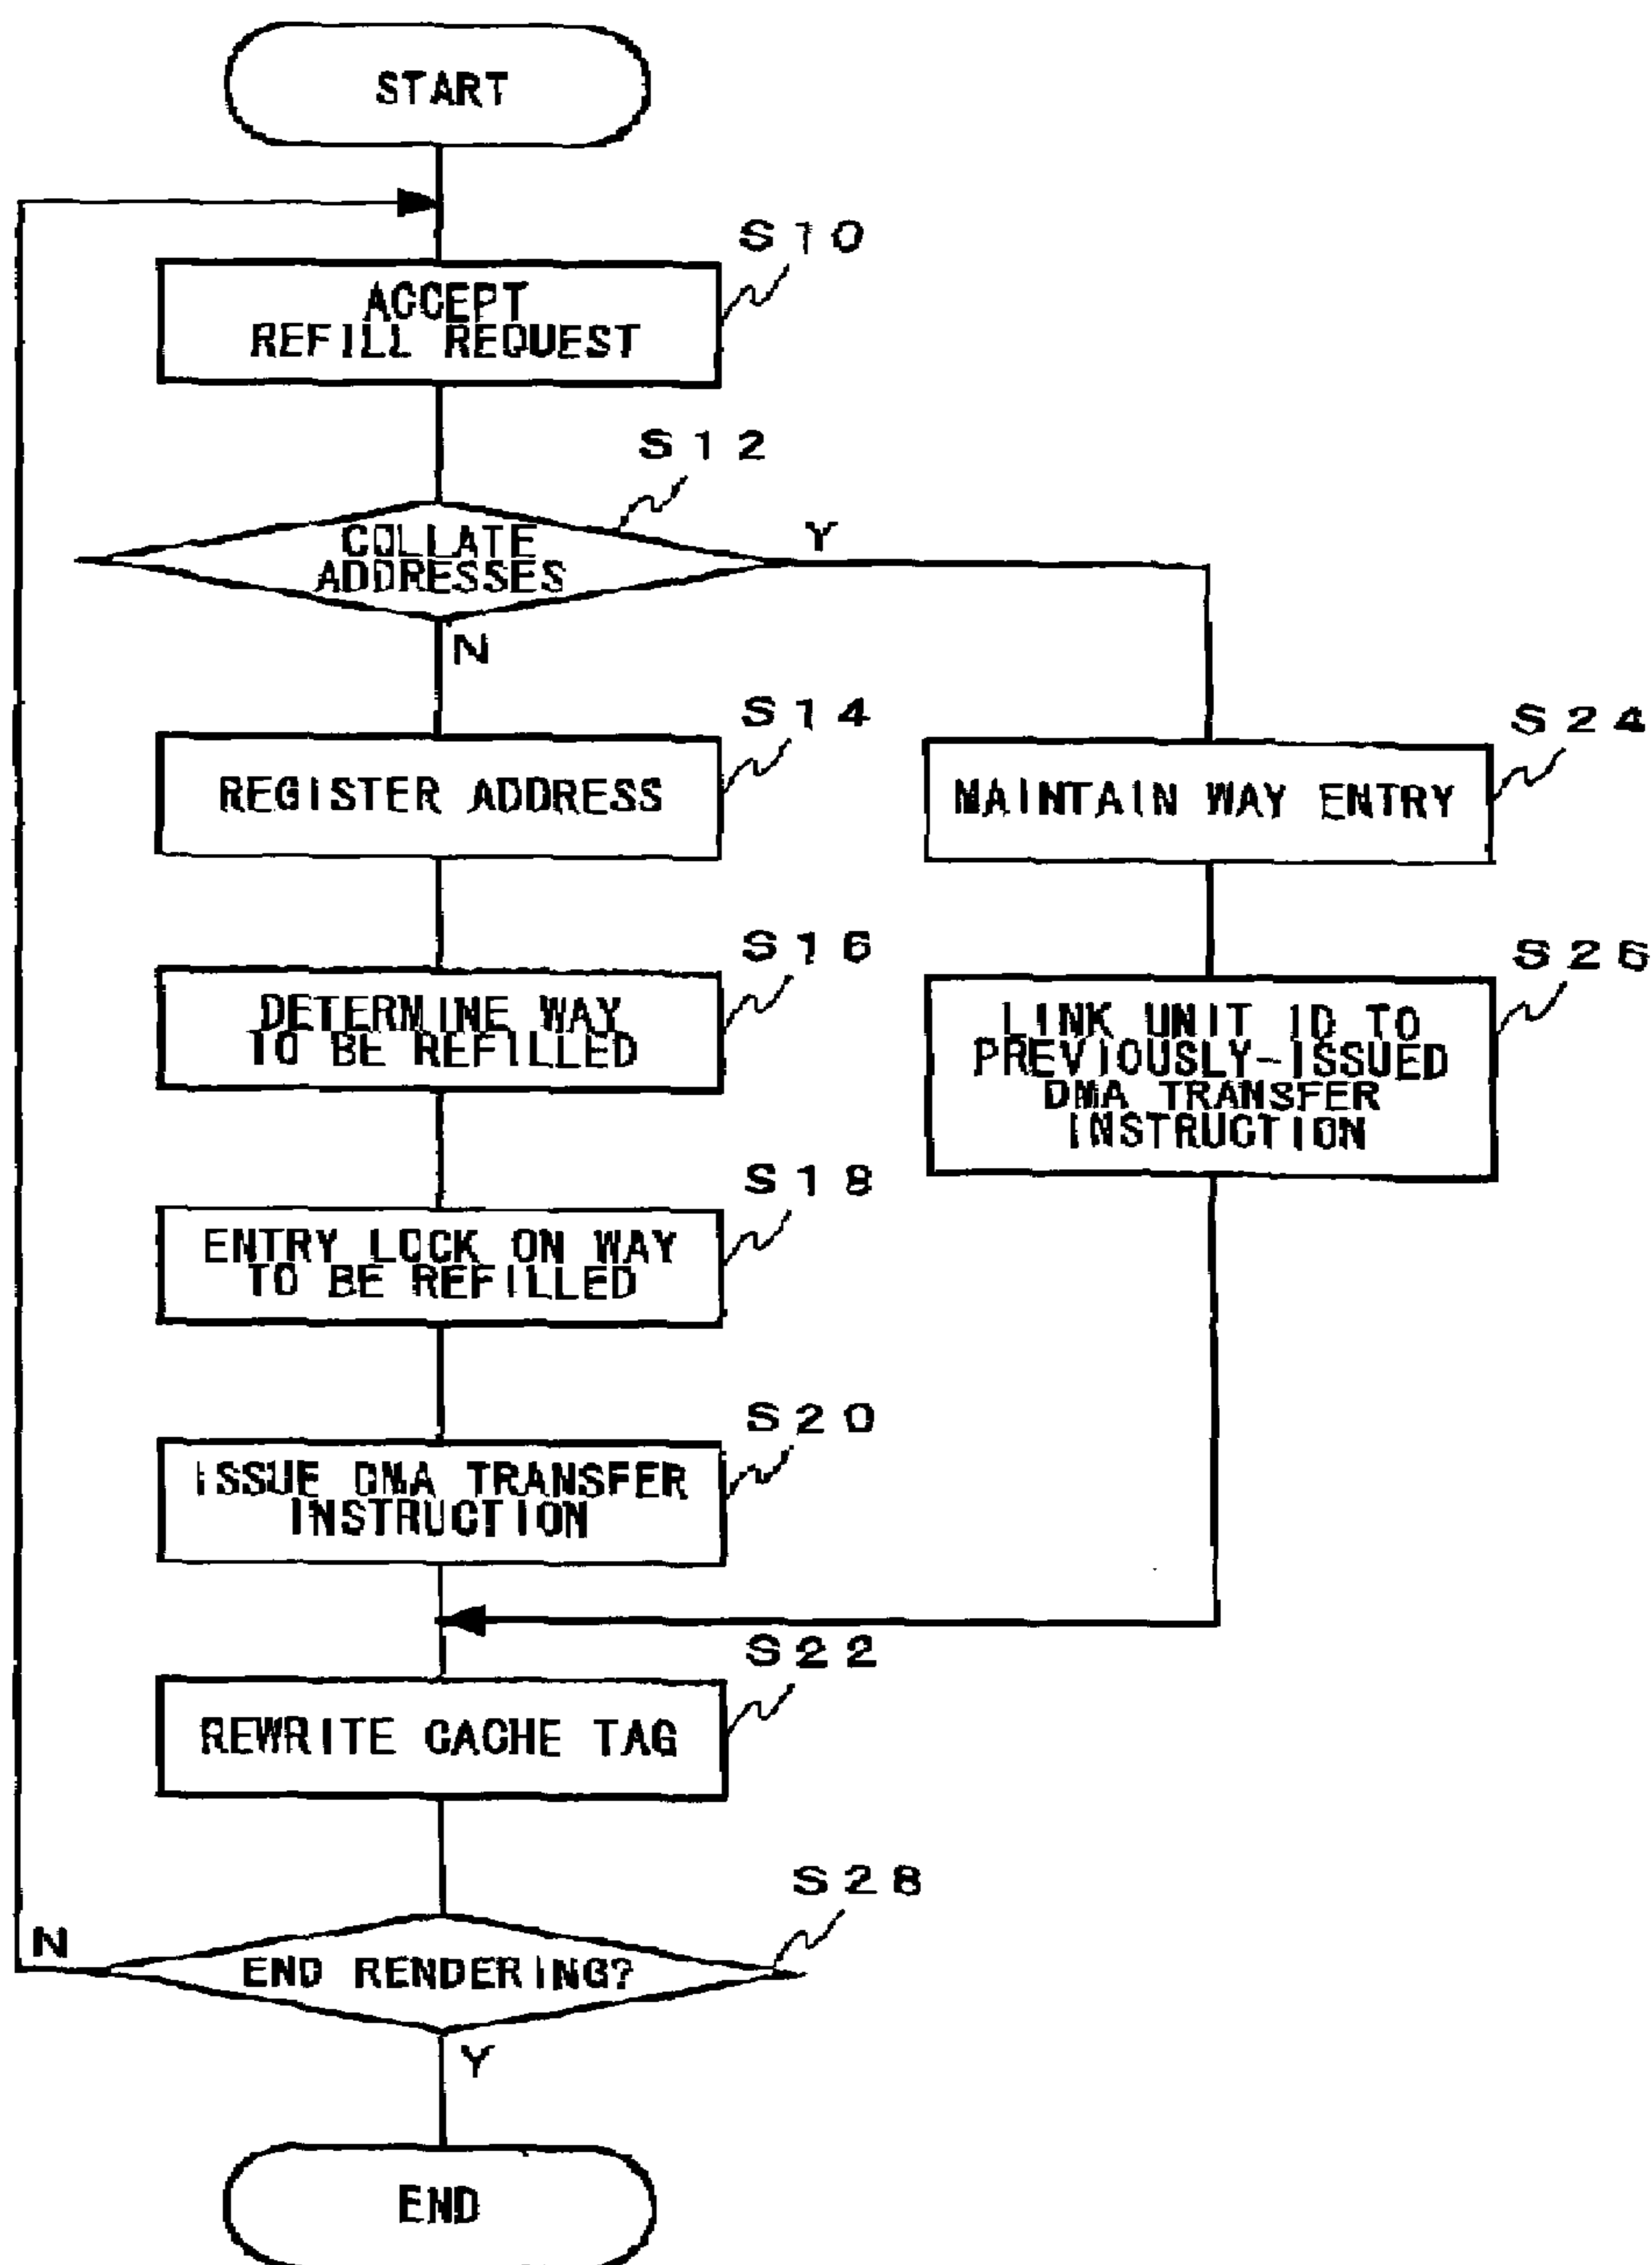 START
S10
ACCEPT
REFILL REQUEST
S12
COLLATE
ADDRESSES
Y
N
S14
REGISTER ADDRESS
S24
MAINTAIN WAY ENTRY
S16
DETERMINE WAY
TO BE REFILLED
S26
LINK UNIT ID TO
PREVIOUSLY-ISSUED
DMA TRANSFER
INSTRUCTION
S18
ENTRY LOCK ON WAY
TO BE REFILLED
S20
ISSUE DMA TRANSFER
INSTRUCTION
S22
REWRITE CACHE TAG
S28
N
END RENDERING?
Y
END